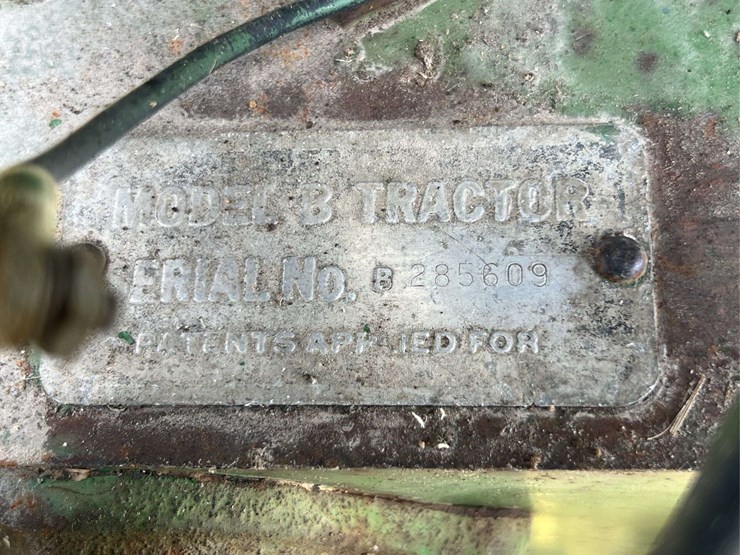 MODEL B TRACTOR
ERIAL No. B 285609
PATENTS APPLIED FOR